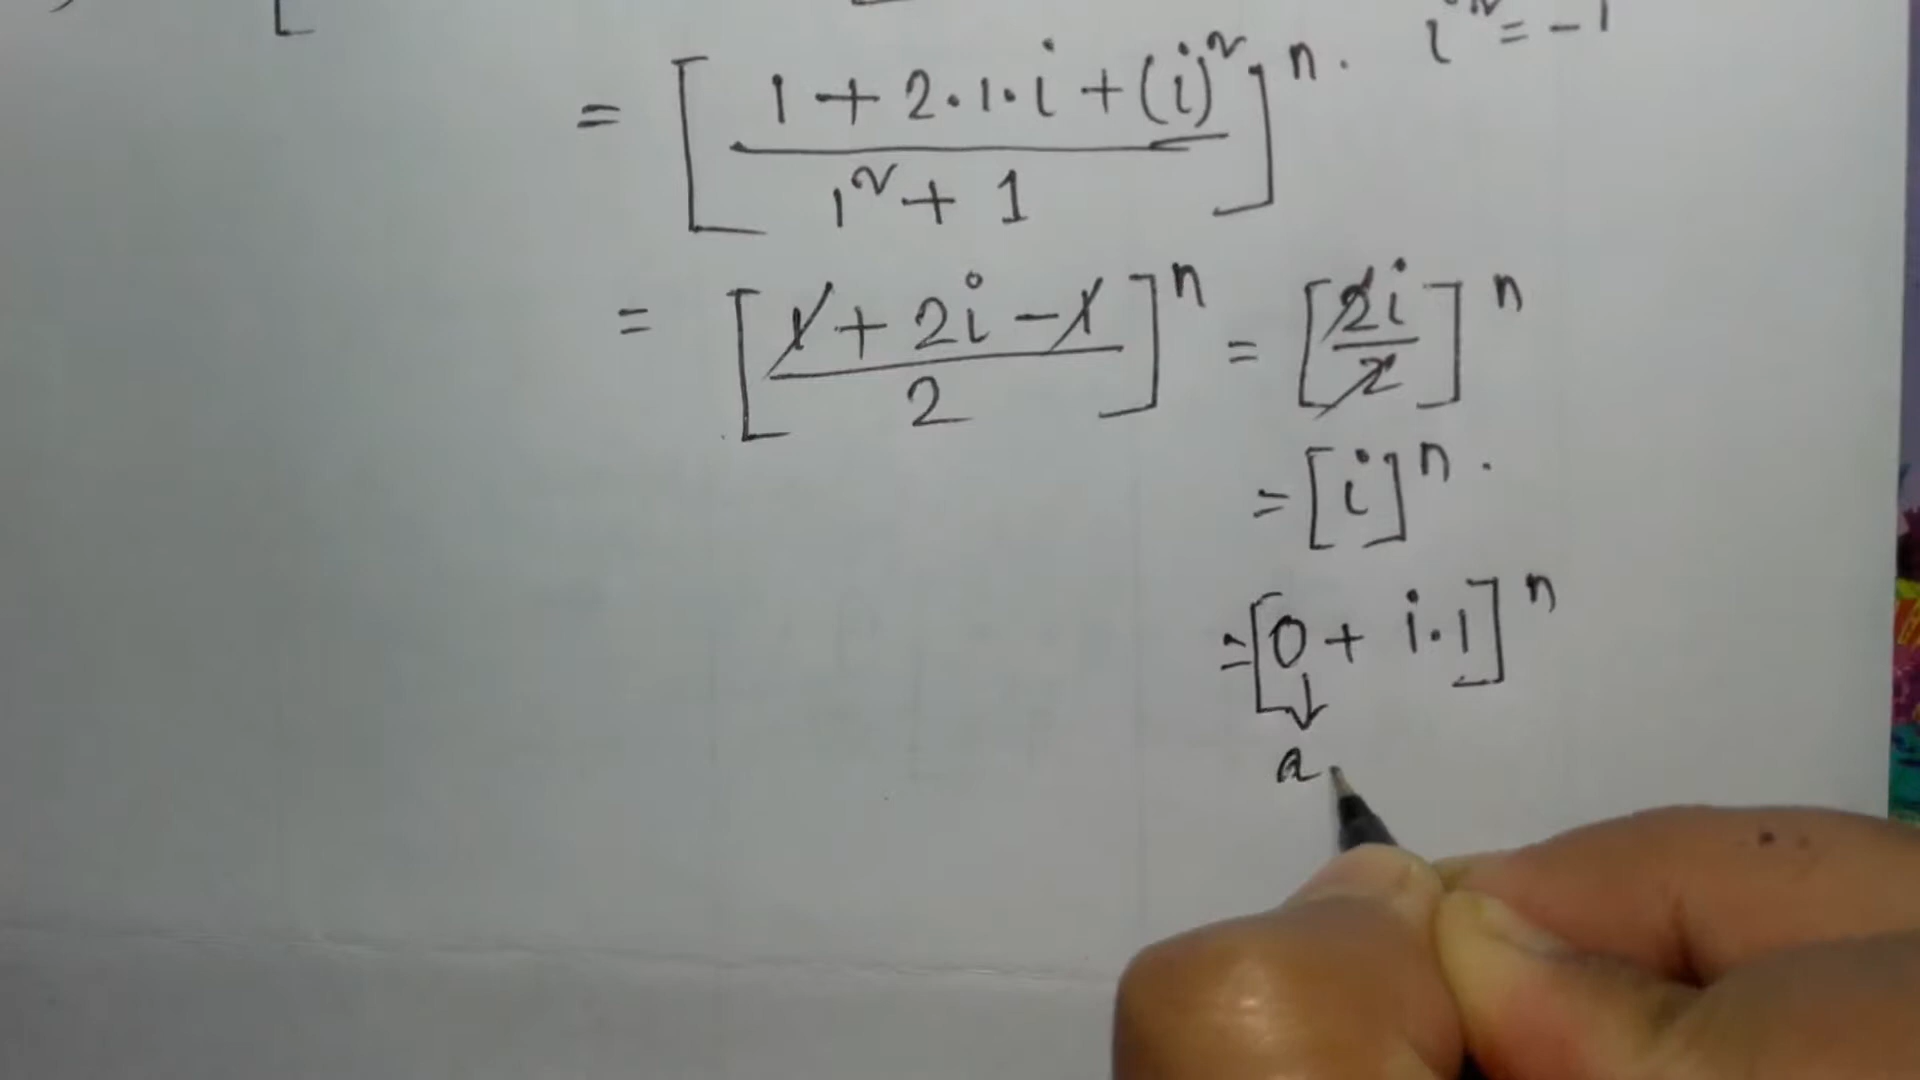 i² = -1
= [ (1 + 2·1·i + (i)²) / (1² + 1) ]ⁿ.
= [ (1 + 2i - 1) / 2 ]ⁿ = [ 2i / 2 ]ⁿ
= [i]ⁿ.
= [0 + i·1]ⁿ
↓
a